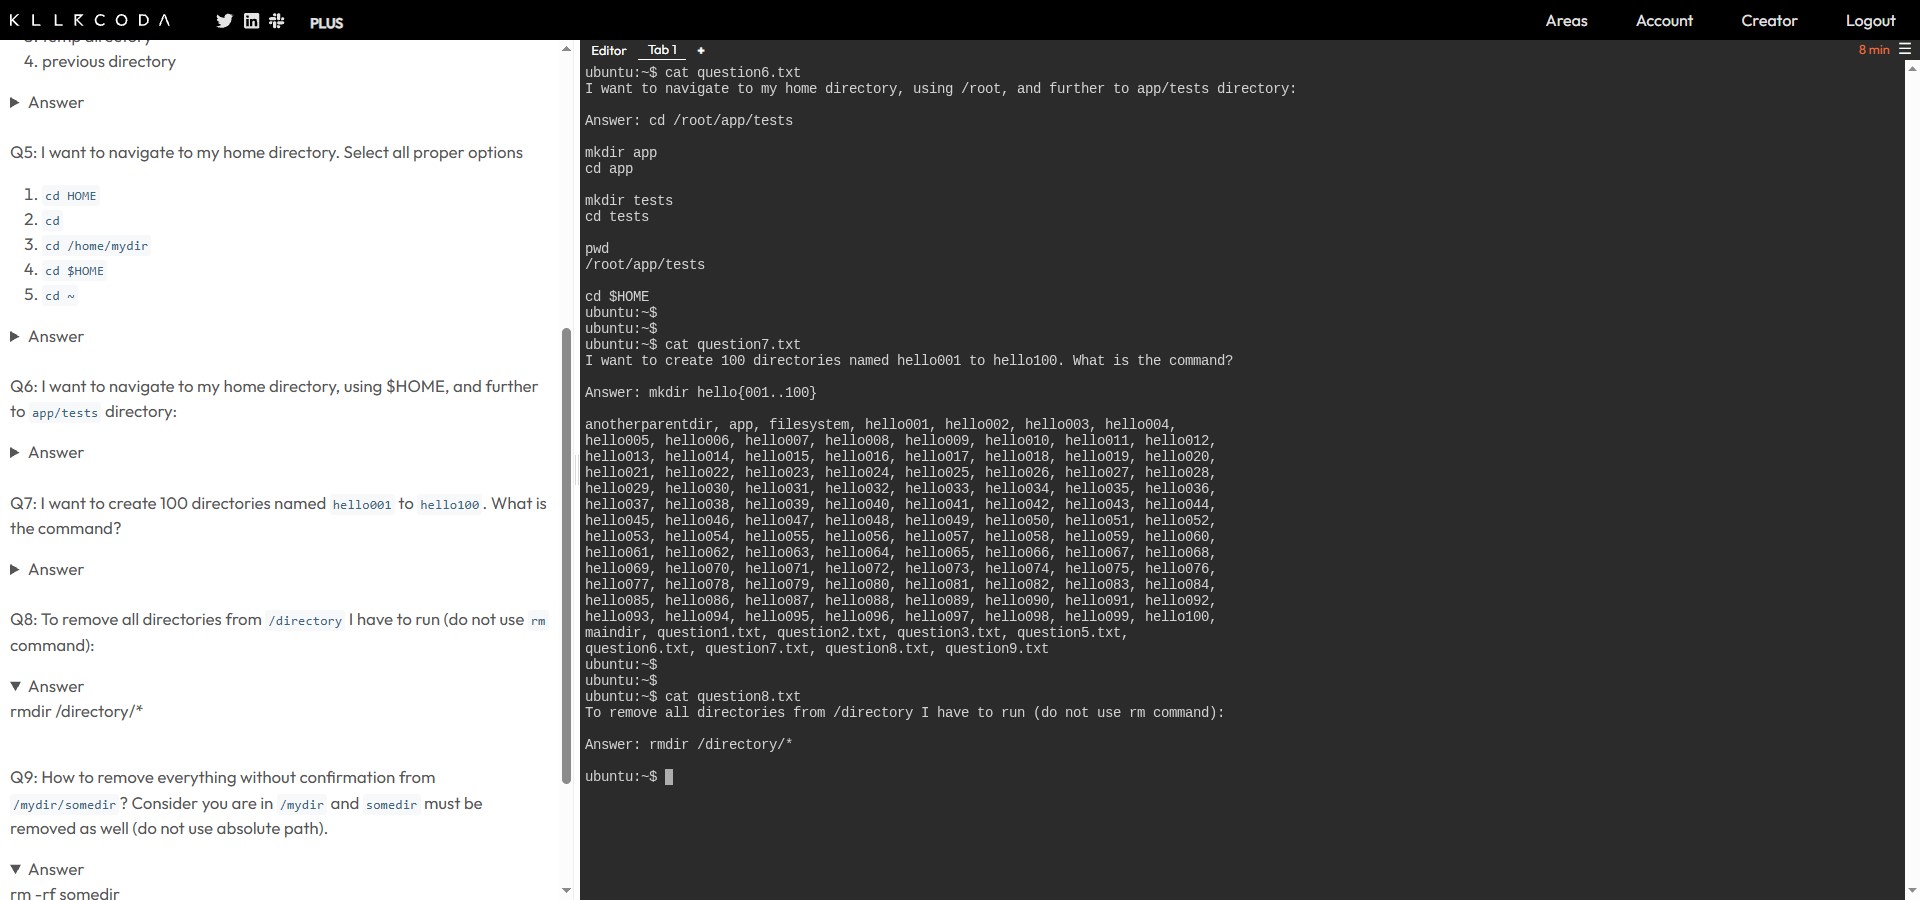 KLLRCODA PLUS Areas Account Creator Logout
3. temp directory
4. previous directory
Answer
Q5: I want to navigate to my home directory. Select all proper options
1. cd HOME
2. cd
3. cd /home/mydir
4. cd $HOME
5. cd ~
Answer
Q6: I want to navigate to my home directory, using $HOME, and further
to app/tests directory:
Answer
Q7: I want to create 100 directories named hello001 to hello100. What is
the command?
Answer
Q8: To remove all directories from /directory I have to run (do not use rm
command):
Answer
rmdir /directory/*
Q9: How to remove everything without confirmation from
/mydir/somedir? Consider you are in /mydir and somedir must be
removed as well (do not use absolute path).
Answer
rm -rf somedir
Editor Tab 1 + 8 min
ubuntu:~$ cat question6.txt
I want to navigate to my home directory, using /root, and further to app/tests directory:
Answer: cd /root/app/tests
mkdir app
cd app
mkdir tests
cd tests
pwd
/root/app/tests
cd $HOME
ubuntu:~$
ubuntu:~$
ubuntu:~$ cat question7.txt
I want to create 100 directories named hello001 to hello100. What is the command?
Answer: mkdir hello{001..100}
anotherparentdir, app, filesystem, hello001, hello002, hello003, hello004,
hello005, hello006, hello007, hello008, hello009, hello010, hello011, hello012,
hello013, hello014, hello015, hello016, hello017, hello018, hello019, hello020,
hello021, hello022, hello023, hello024, hello025, hello026, hello027, hello028,
hello029, hello030, hello031, hello032, hello033, hello034, hello035, hello036,
hello037, hello038, hello039, hello040, hello041, hello042, hello043, hello044,
hello045, hello046, hello047, hello048, hello049, hello050, hello051, hello052,
hello053, hello054, hello055, hello056, hello057, hello058, hello059, hello060,
hello061, hello062, hello063, hello064, hello065, hello066, hello067, hello068,
hello069, hello070, hello071, hello072, hello073, hello074, hello075, hello076,
hello077, hello078, hello079, hello080, hello081, hello082, hello083, hello084,
hello085, hello086, hello087, hello088, hello089, hello090, hello091, hello092,
hello093, hello094, hello095, hello096, hello097, hello098, hello099, hello100,
maindir, question1.txt, question2.txt, question3.txt, question5.txt,
question6.txt, question7.txt, question8.txt, question9.txt
ubuntu:~$
ubuntu:~$
ubuntu:~$ cat question8.txt
To remove all directories from /directory I have to run (do not use rm command):
Answer: rmdir /directory/*
ubuntu:~$